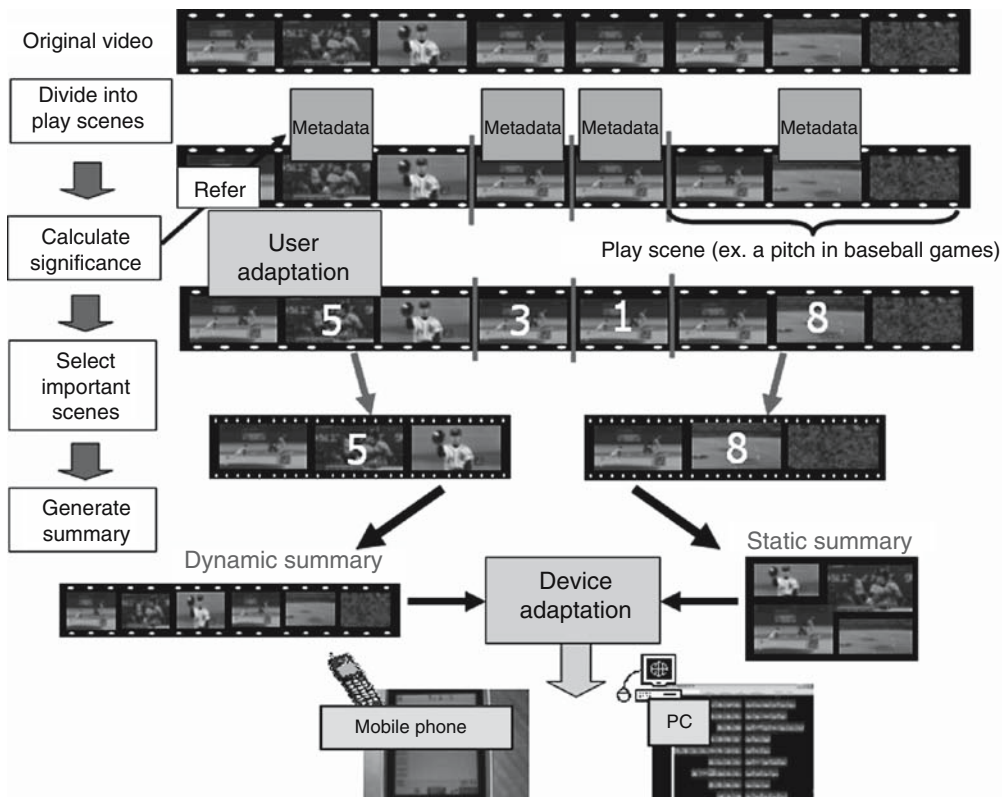 Original video
Divide into
play scenes
Metadata
Metadata
Metadata
Metadata
Refer
Calculate
significance
User
adaptation
Play scene (ex. a pitch in baseball games)
5
3
1
8
Select
important
scenes
5
8
Generate
summary
Dynamic summary
Static summary
Device
adaptation
Mobile phone
PC